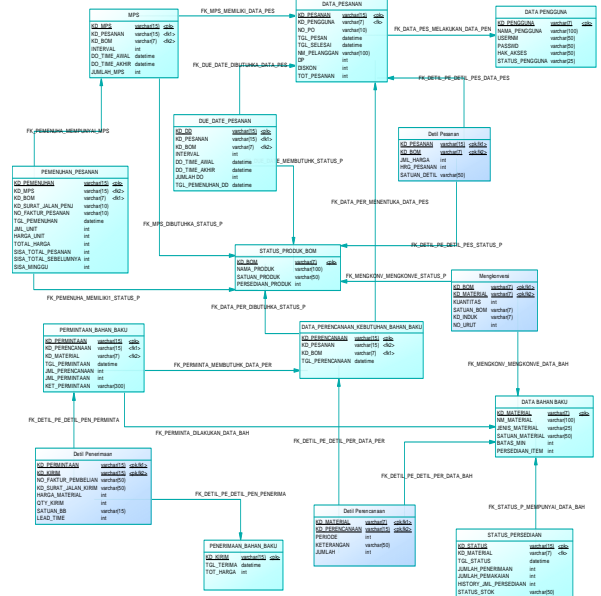 MPS
KD_MPS varchar(15) <pk>
KD_PESANAN varchar(15) <fk1>
KD_BOM varchar(7) <fk2>
INTERVAL int
DO_TIME_AWAL datetime
DO_TIME_AKHIR datetime
JUMLAH_MPS int
FK_MPS_MEMILIKI_DATA_PES
DATA_PESANAN
KD_PESANAN varchar(15) <pk>
KD_PENGGUNA varchar(7) <fk>
NO_PO varchar(10)
TGL_PESAN datetime
TGL_SELESAI datetime
NM_PELANGGAN varchar(100)
DP int
DISKON int
TOT_PESANAN int
FK_DATA_PES_MELAKUKAN_DATA_PEN
DATA PENGGUNA
KD_PENGGUNA varchar(7) <pk>
NAMA_PENGGUNA varchar(100)
USERNM varchar(50)
PASSWD varchar(50)
HAK_AKSES varchar(50)
STATUS_PENGGUNA varchar(25)
FK_DUE_DATE_DIBUTUHKA_DATA_PES
FK_DETIL_PE_DETIL_PES_DATA_PES
FK_PEMENUHA_MEMPUNYAI_MPS
DUE_DATE_PESANAN
KD_DD varchar(15) <pk>
KD_PESANAN varchar(15) <fk1>
KD_BOM varchar(7) <fk2>
INTERVAL int
DO_TIME_AWAL datetime
DO_TIME_AKHIR datetime
JUMLAH DO int
TGL_PEMENUHAN_DD datetime
Detil Pesanan
KD_PESANAN varchar(15) <pk,fk1>
KD_BOM varchar(7) <pk,fk2>
JML_HARGA int
HRG_PESANAN int
SATUAN_DETIL varchar(50)
DATE_MEMBUTUHK_STATUS_P
PEMENUHAN_PESANAN
KD_PEMENUHAN varchar(15) <pk>
KD_MPS varchar(15) <fk2>
KD_BOM varchar(7) <fk1>
KD_SURAT_JALAN_PENJ varchar(10)
NO_FAKTUR_PESANAN varchar(10)
TGL_PEMENUHAN datetime
JML_UNIT int
HARGA_UNIT int
TOTAL_HARGA int
SISA_TOTAL_PESANAN int
SISA_TOTAL_SEBELUMNYA int
SISA_MINGGU int
FK_DATA_PER_MENENTUKA_DATA_PES
FK_MPS_DIBUTUHKA_STATUS_P
FK_DETIL_PE_DETIL_PES_STATUS_P
STATUS_PRODUK_BOM
KD_BOM varchar(7) <pk>
NAMA_PRODUK varchar(100)
SATUAN_PRODUK varchar(50)
PERSEDIAAN_PRODUK int
FK_MENGKONV_MENGKONVE_STATUS_P
Mengkonversi
KD_BOM varchar(7) <pk,fk1>
KD_MATERIAL varchar(7) <pk,fk2>
KUANTITAS int
SATUAN_BOM varchar(7)
KD_INDUK varchar(7)
NO_URUT int
FK_PEMENUHA_MEMILIKI1_STATUS_P
FK_DATA_PER_DIBUTUHKA_STATUS_P
PERMINTAAN_BAHAN_BAKU
KD_PERMINTAAN varchar(15) <pk>
KD_PERENCANAAN varchar(15) <fk1>
KD_MATERIAL varchar(7) <fk2>
TGL_PERMINTAAN datetime
JML_PERENCANAAN int
JML_PERMINTAAN int
KET_PERMINTAAN varchar(300)
DATA_PERENCANAAN_KEBUTUHAN_BAHAN_BAKU
KD_PERENCANAAN varchar(15) <pk>
KD_PESANAN varchar(15) <fk2>
KD_BOM varchar(7) <fk1>
TGL_PERENCANAAN datetime
FK_PERMINTA_MEMBUTUHK_DATA_PER
FK_MENGKONV_MENGKONVE_DATA_BAH
DATA BAHAN BAKU
KD_MATERIAL varchar(7) <pk>
NM_MATERIAL varchar(100)
JENIS_MATERIAL varchar(25)
SATUAN_MATERIAL varchar(50)
BATAS_MIN int
PERSEDIAAN_ITEM int
FK_DETIL_PE_DETIL_PEN_PERMINTA
FK_PERMINTA_DILAKUKAN_DATA_BAH
FK_DETIL_PE_DETIL_PER_DATA_PER
Detil Penerimaan
KD_PERMINTAAN varchar(15) <pk,fk1>
KD_KIRIM varchar(15) <pk,fk2>
NO_FAKTUR_PEMBELIAN varchar(50)
KD_SURAT_JALAN_KIRIM varchar(50)
HARGA_MATERIAL int
QTY_KIRIM int
SATUAN_BB varchar(15)
LEAD_TIME int
FK_DETIL_PE_DETIL_PER_DATA_BAH
FK_DETIL_PE_DETIL_PEN_PENERIMA
FK_STATUS_P_MEMPUNYAI_DATA_BAH
Detil Perencanaan
KD_MATERIAL varchar(7) <pk,fk1>
KD_PERENCANAAN varchar(15) <pk,fk2>
PERIODE int
KETERANGAN varchar(50)
JUMLAH int
PENERIMAAN_BAHAN_BAKU
KD_KIRIM varchar(15) <pk>
TGL_TERIMA datetime
TOT_HARGA int
STATUS_PERSEDIAAN
KD_STATUS varchar(15) <pk>
KD_MATERIAL varchar(7) <fk>
TGL_STATUS datetime
JUMLAH_PENERIMAAN int
JUMLAH_PEMAKAIAN int
HISTORY_JML_PERSEDIAAN int
STATUS_STOK varchar(50)